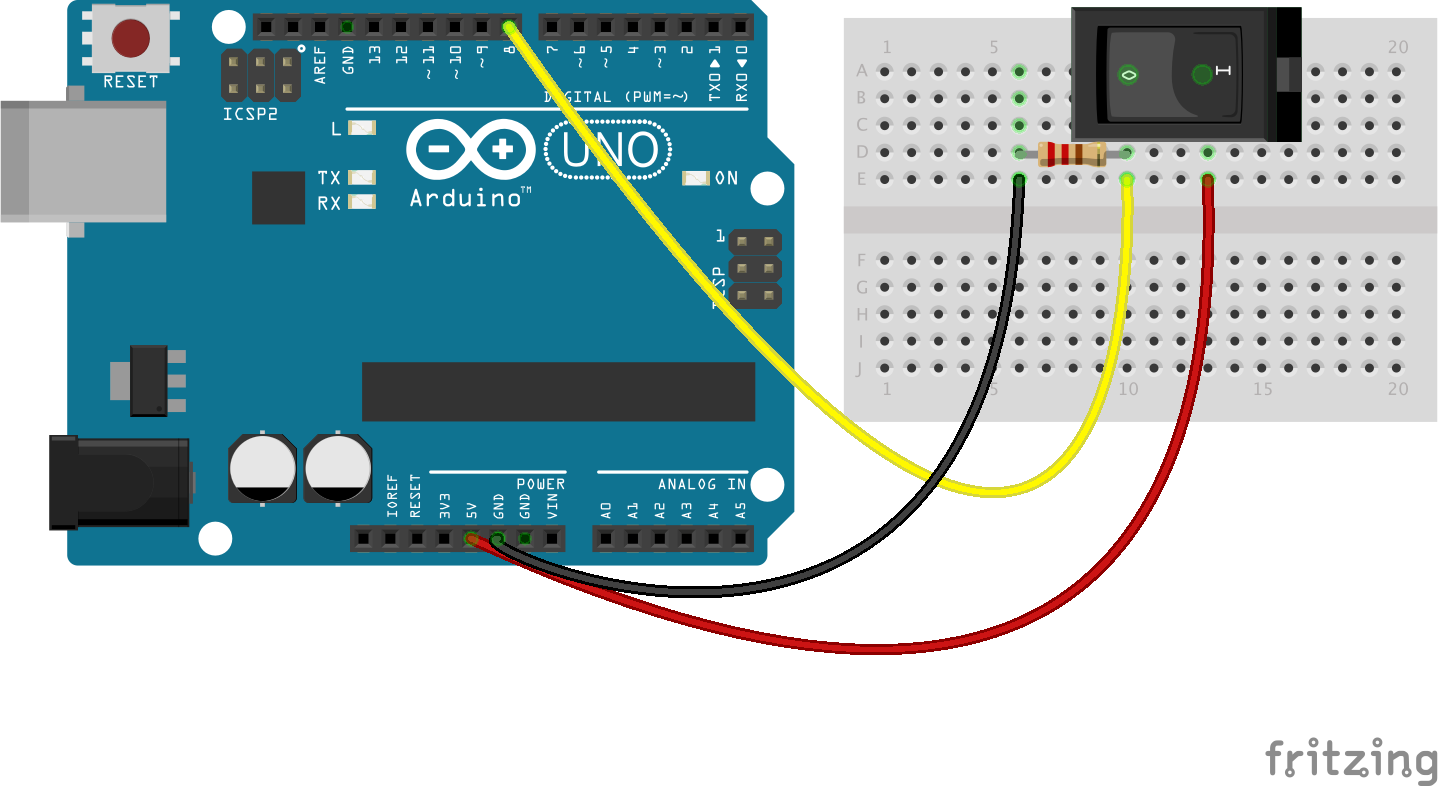 RESET
ICSP2
AREF
GND
13
12
~11
~10
~9
8
7
~6
~5
4
~3
2
TX0▶1
RX0◀0
DIGITAL (PWM=~)
L
TX
RX
UNO
Arduino™
ON
1
ICSP
IOREF
RESET
3V3
5V
GND
GND
VIN
POWER
ANALOG IN
A0
A1
A2
A3
A4
A5
1 5 20
A
B
C
D
E
F
G
H
I
J
1 5 10 15 20
O I
fritzing